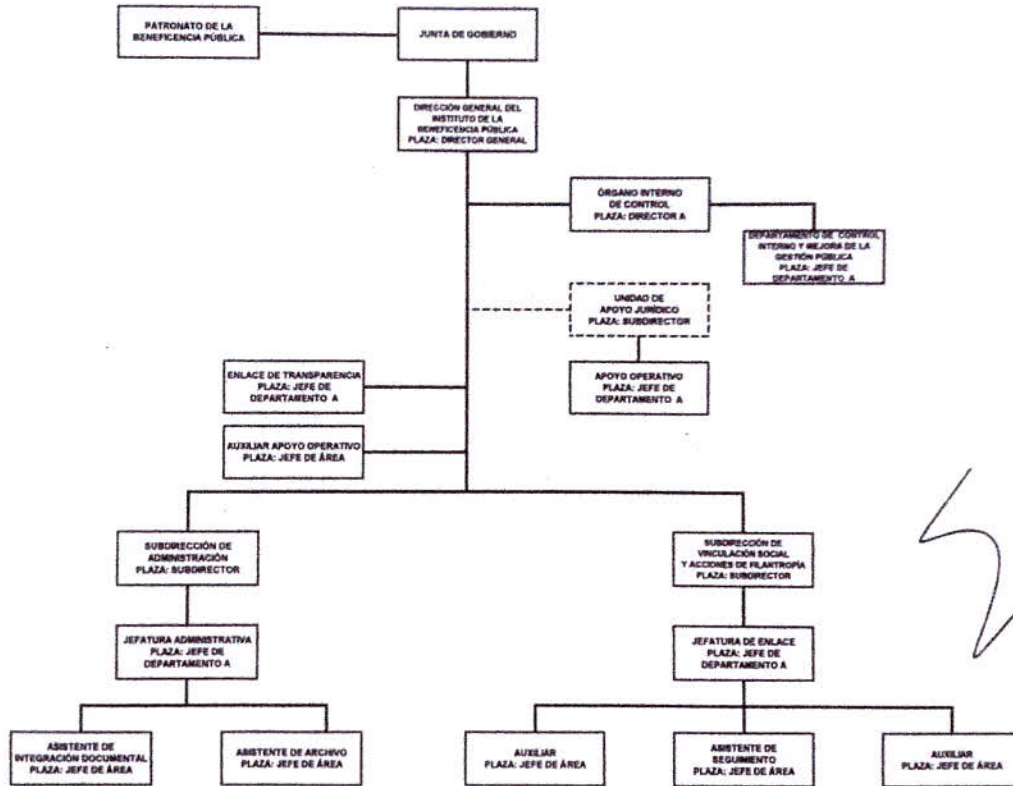 PATRONATO DE LA
BENEFICENCIA PÚBLICA
JUNTA DE GOBIERNO
DIRECCIÓN GENERAL DEL
INSTITUTO DE LA
BENEFICENCIA PÚBLICA
PLAZA: DIRECTOR GENERAL
ÓRGANO INTERNO
DE CONTROL
PLAZA: DIRECTOR A
DEPARTAMENTO DE CONTROL
INTERNO Y MEJORA DE LA
GESTIÓN PÚBLICA
PLAZA: JEFE DE
DEPARTAMENTO A
UNIDAD DE
APOYO JURÍDICO
PLAZA: SUBDIRECTOR
ENLACE DE TRANSPARENCIA
PLAZA: JEFE DE
DEPARTAMENTO A
APOYO OPERATIVO
PLAZA: JEFE DE
DEPARTAMENTO A
AUXILIAR APOYO OPERATIVO
PLAZA: JEFE DE ÁREA
SUBDIRECCIÓN DE
ADMINISTRACIÓN
PLAZA: SUBDIRECTOR
SUBDIRECCIÓN DE
VINCULACIÓN SOCIAL
Y ACCIONES DE FILANTROPÍA
PLAZA: SUBDIRECTOR
JEFATURA ADMINISTRATIVA
PLAZA: JEFE DE
DEPARTAMENTO A
JEFATURA DE ENLACE
PLAZA: JEFE DE
DEPARTAMENTO A
ASISTENTE DE
INTEGRACIÓN DOCUMENTAL
PLAZA: JEFE DE ÁREA
ASISTENTE DE ARCHIVO
PLAZA: JEFE DE ÁREA
AUXILIAR
PLAZA: JEFE DE ÁREA
ASISTENTE DE
SEGUIMIENTO
PLAZA: JEFE DE ÁREA
AUXILIAR
PLAZA: JEFE DE ÁREA